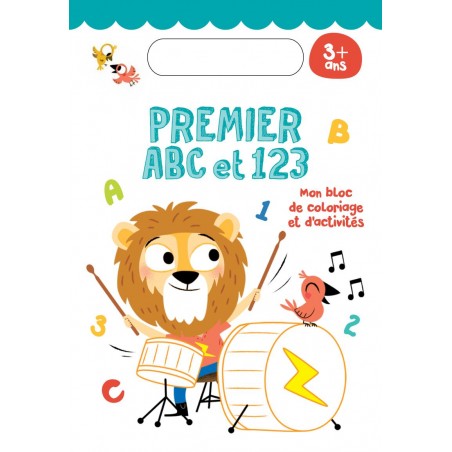 3+
ans
PREMIER
ABC et 123
B
A
Mon bloc
de coloriage
et d'activités
1
3
2
C